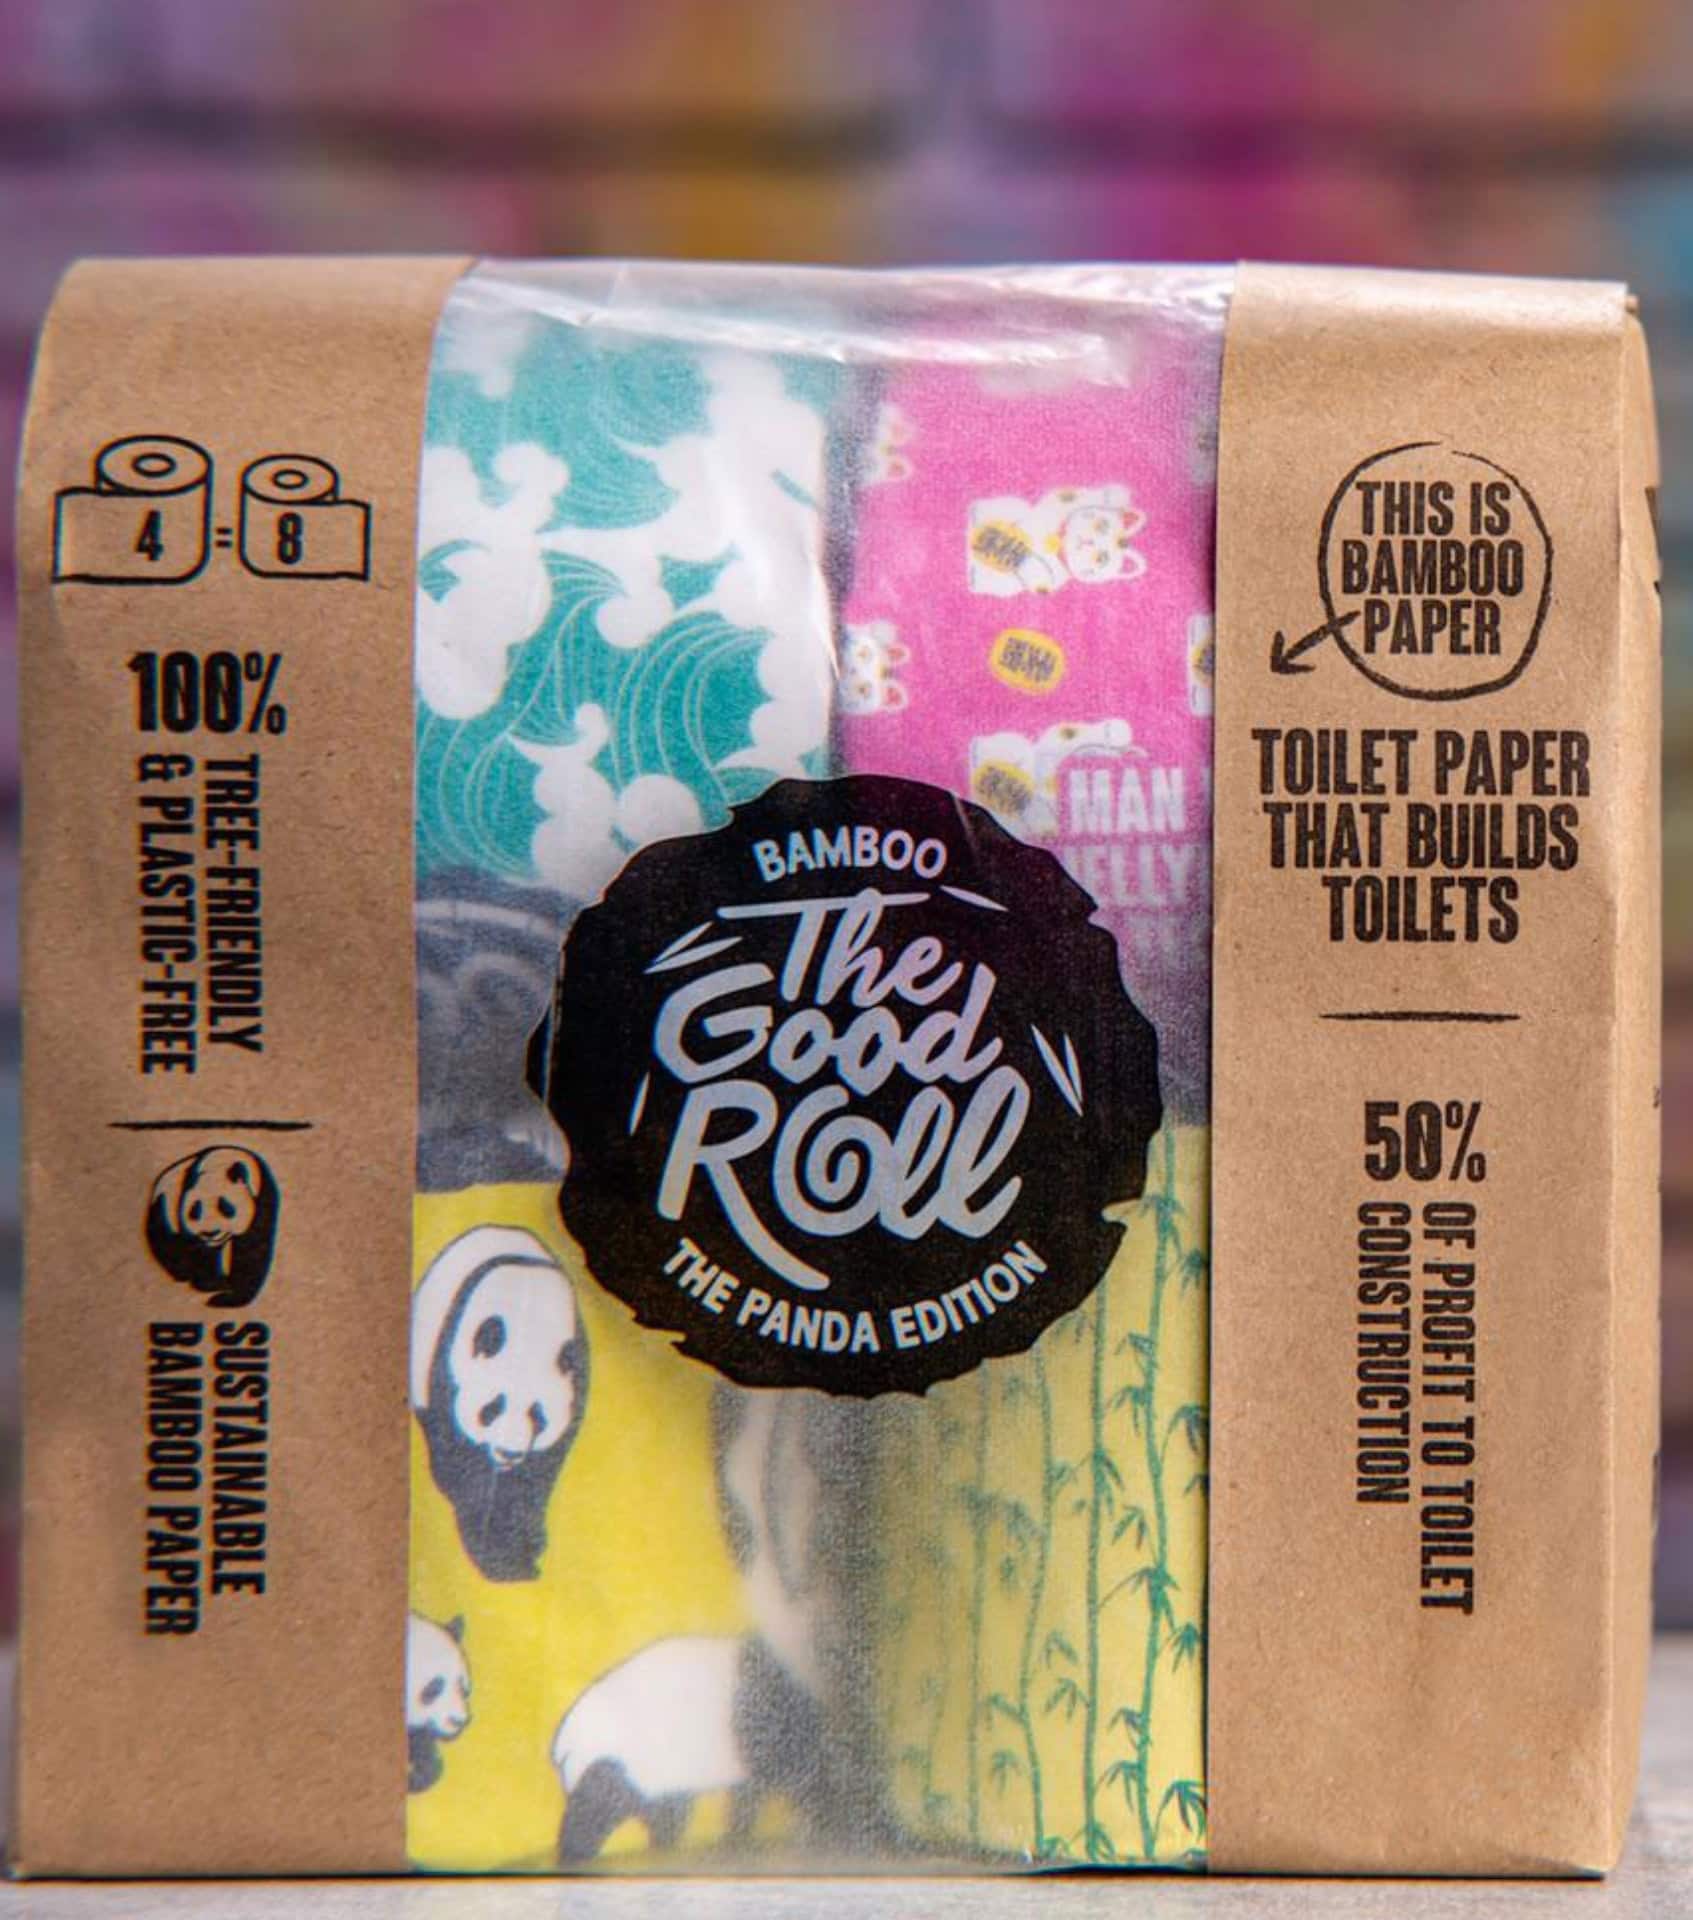 4 = 8
100%
TREE-FRIENDLY
& PLASTIC-FREE
SUSTAINABLE
BAMBOO PAPER
MAN
BAMBOO
The
Good
Roll
THE PANDA EDITION
THIS IS
BAMBOO
PAPER
TOILET PAPER
THAT BUILDS
TOILETS
50%
OF PROFIT TO TOILET
CONSTRUCTION